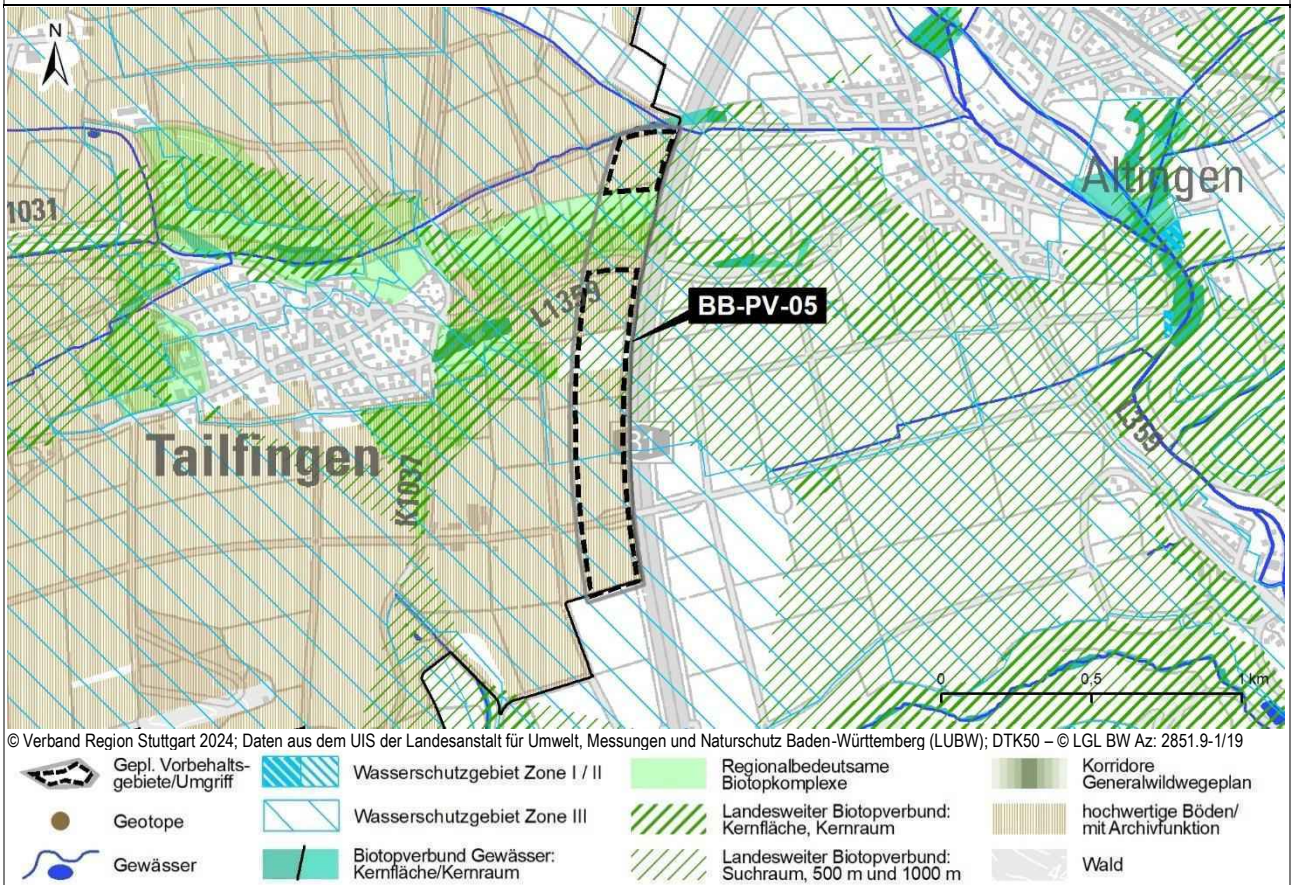 N
1031
Altingen
L1359
BB-PV-05
Tailfingen
81
K1037
L359
0
0,5
1 km
© Verband Region Stuttgart 2024; Daten aus dem UIS der Landesanstalt für Umwelt, Messungen und Naturschutz Baden-Württemberg (LUBW); DTK50 – © LGL BW Az: 2851.9-1/19
Gepl. Vorbehalts-
gebiete/Umgriff
Geotope
Gewässer
Wasserschutzgebiet Zone I / II
Wasserschutzgebiet Zone III
Biotopverbund Gewässer:
Kernfläche/Kernraum
Regionalbedeutsame
Biotopkomplexe
Landesweiter Biotopverbund:
Kernfläche, Kernraum
Landesweiter Biotopverbund:
Suchraum, 500 m und 1000 m
Korridore
Generalwildwegeplan
hochwertige Böden/
mit Archivfunktion
Wald